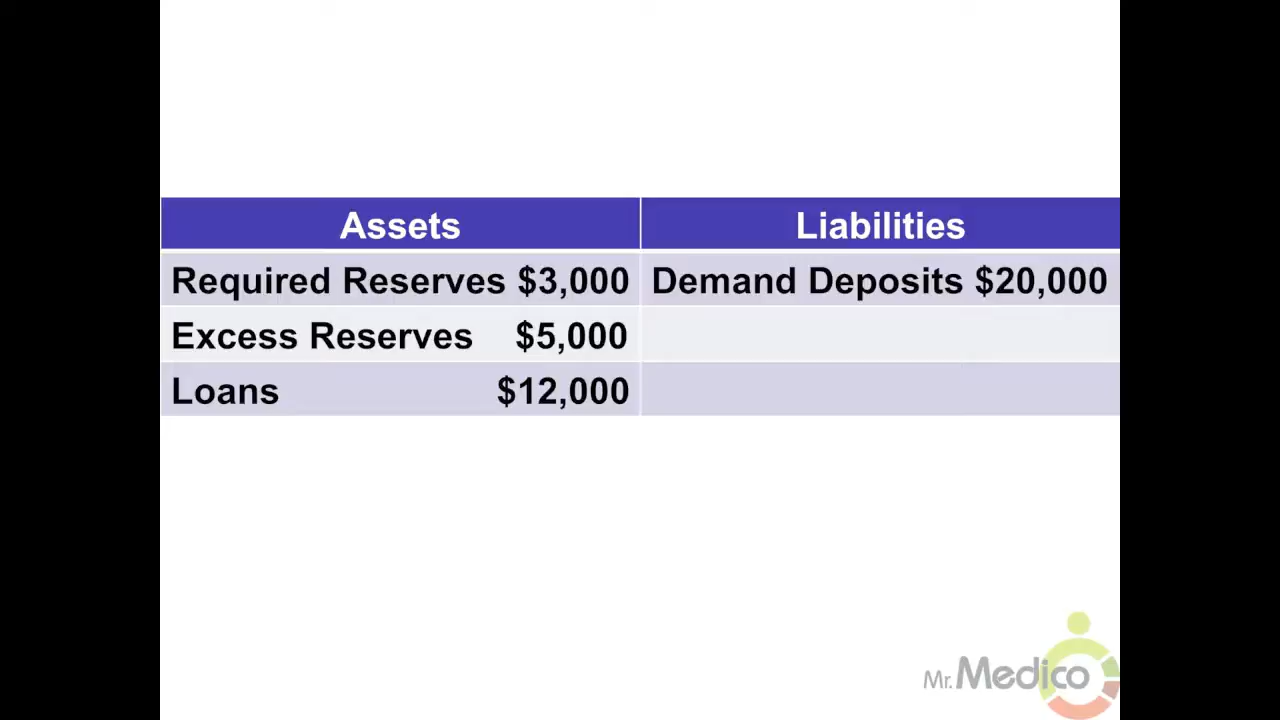 Assets Liabilities
Required Reserves $3,000 Demand Deposits $20,000
Excess Reserves $5,000
Loans $12,000
Mr. Medico